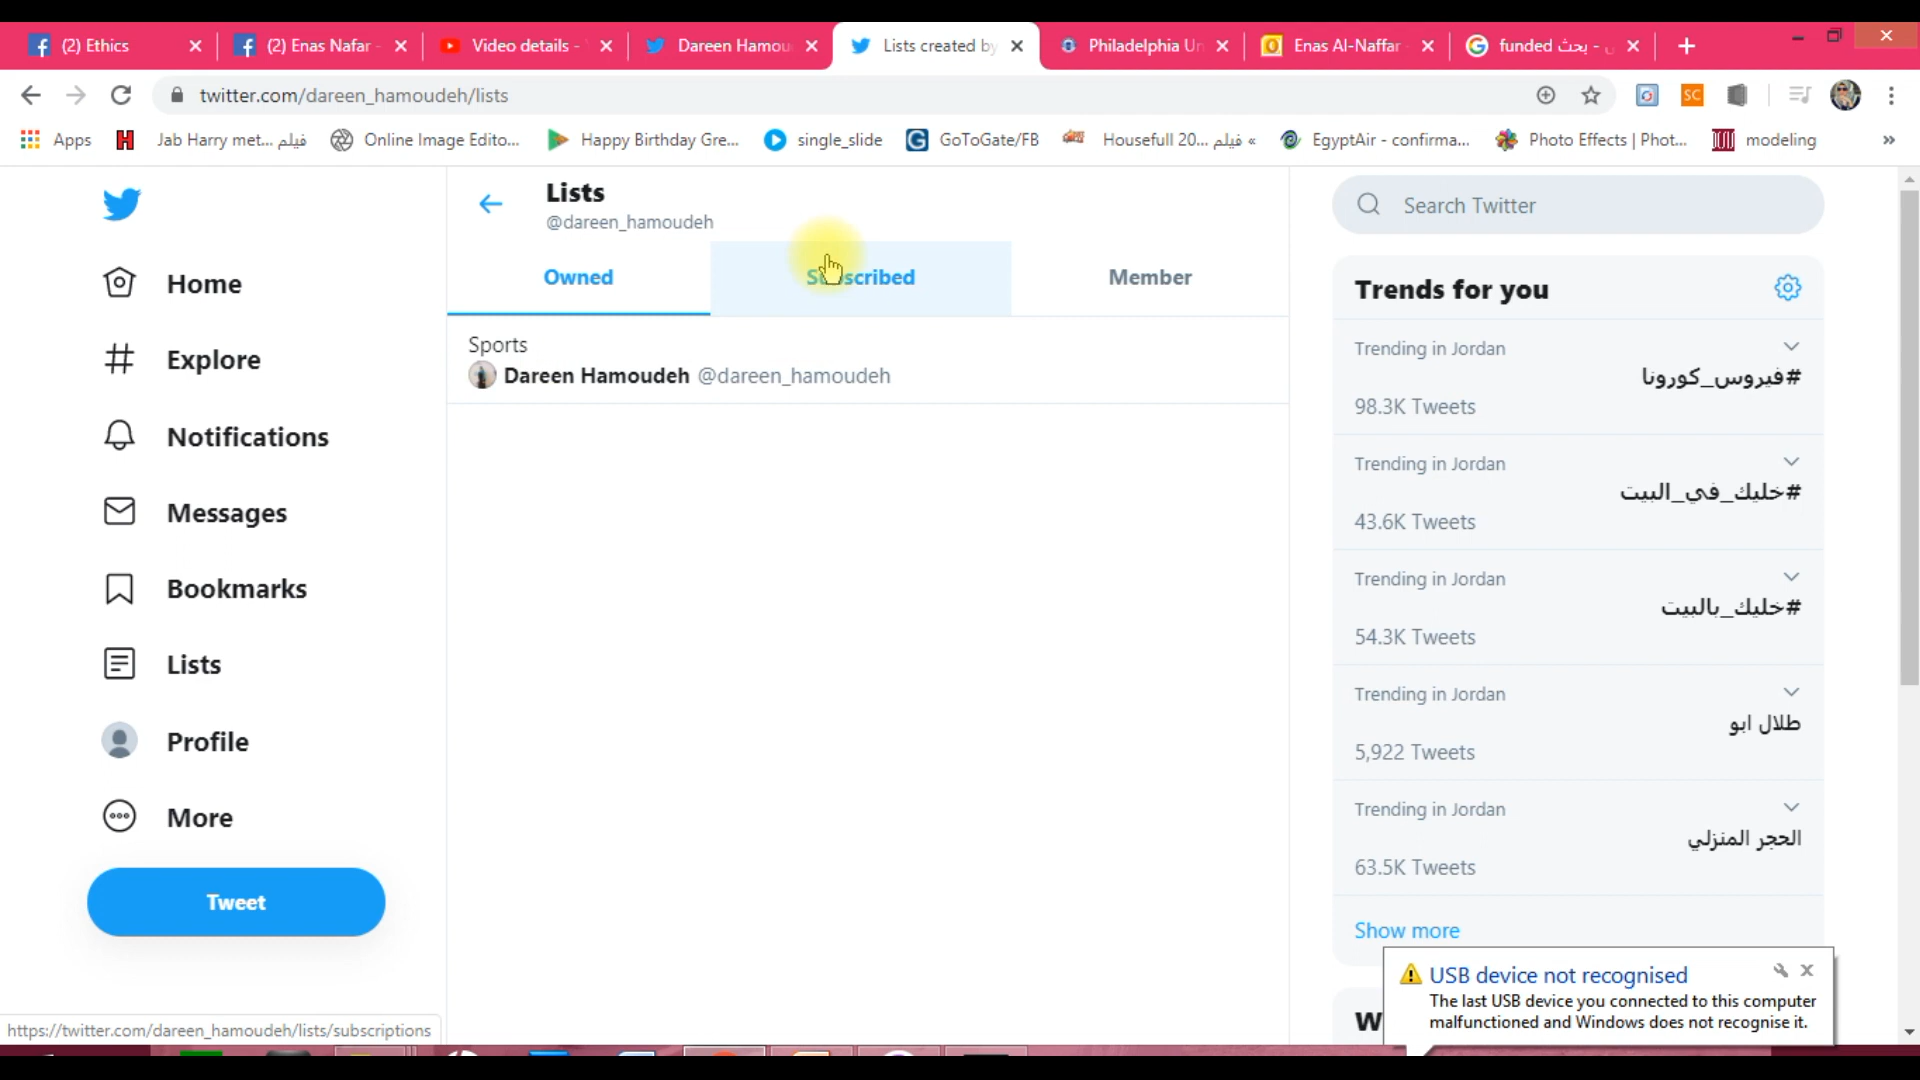 (2) Ethics
(2) Enas Nafar -
Video details -
Dareen Hamou
Lists created by
Philadelphia Un
Enas Al-Naffar
funded بحث -
twitter.com/dareen_hamoudeh/lists
SC
Apps
H
Jab Harry met... فيلم
Online Image Edito...
Happy Birthday Gre...
single_slide
GoToGate/FB
Housefull 20... فيلم »
EgyptAir - confirma...
Photo Effects | Phot...
modeling
»
Lists
@dareen_hamoudeh
Owned
Subscribed
Member
Sports
Dareen Hamoudeh @dareen_hamoudeh
Home
Explore
Notifications
Messages
Bookmarks
Lists
Profile
More
Tweet
Search Twitter
Trends for you
Trending in Jordan
#فيروس_كورونا
98.3K Tweets
Trending in Jordan
#خليك_في_البيت
43.6K Tweets
Trending in Jordan
#خليك_بالبيت
54.3K Tweets
Trending in Jordan
طلال ابو
5,922 Tweets
Trending in Jordan
الحجر المنزلي
63.5K Tweets
Show more
W
USB device not recognised
The last USB device you connected to this computer
malfunctioned and Windows does not recognise it.
https://twitter.com/dareen_hamoudeh/lists/subscriptions